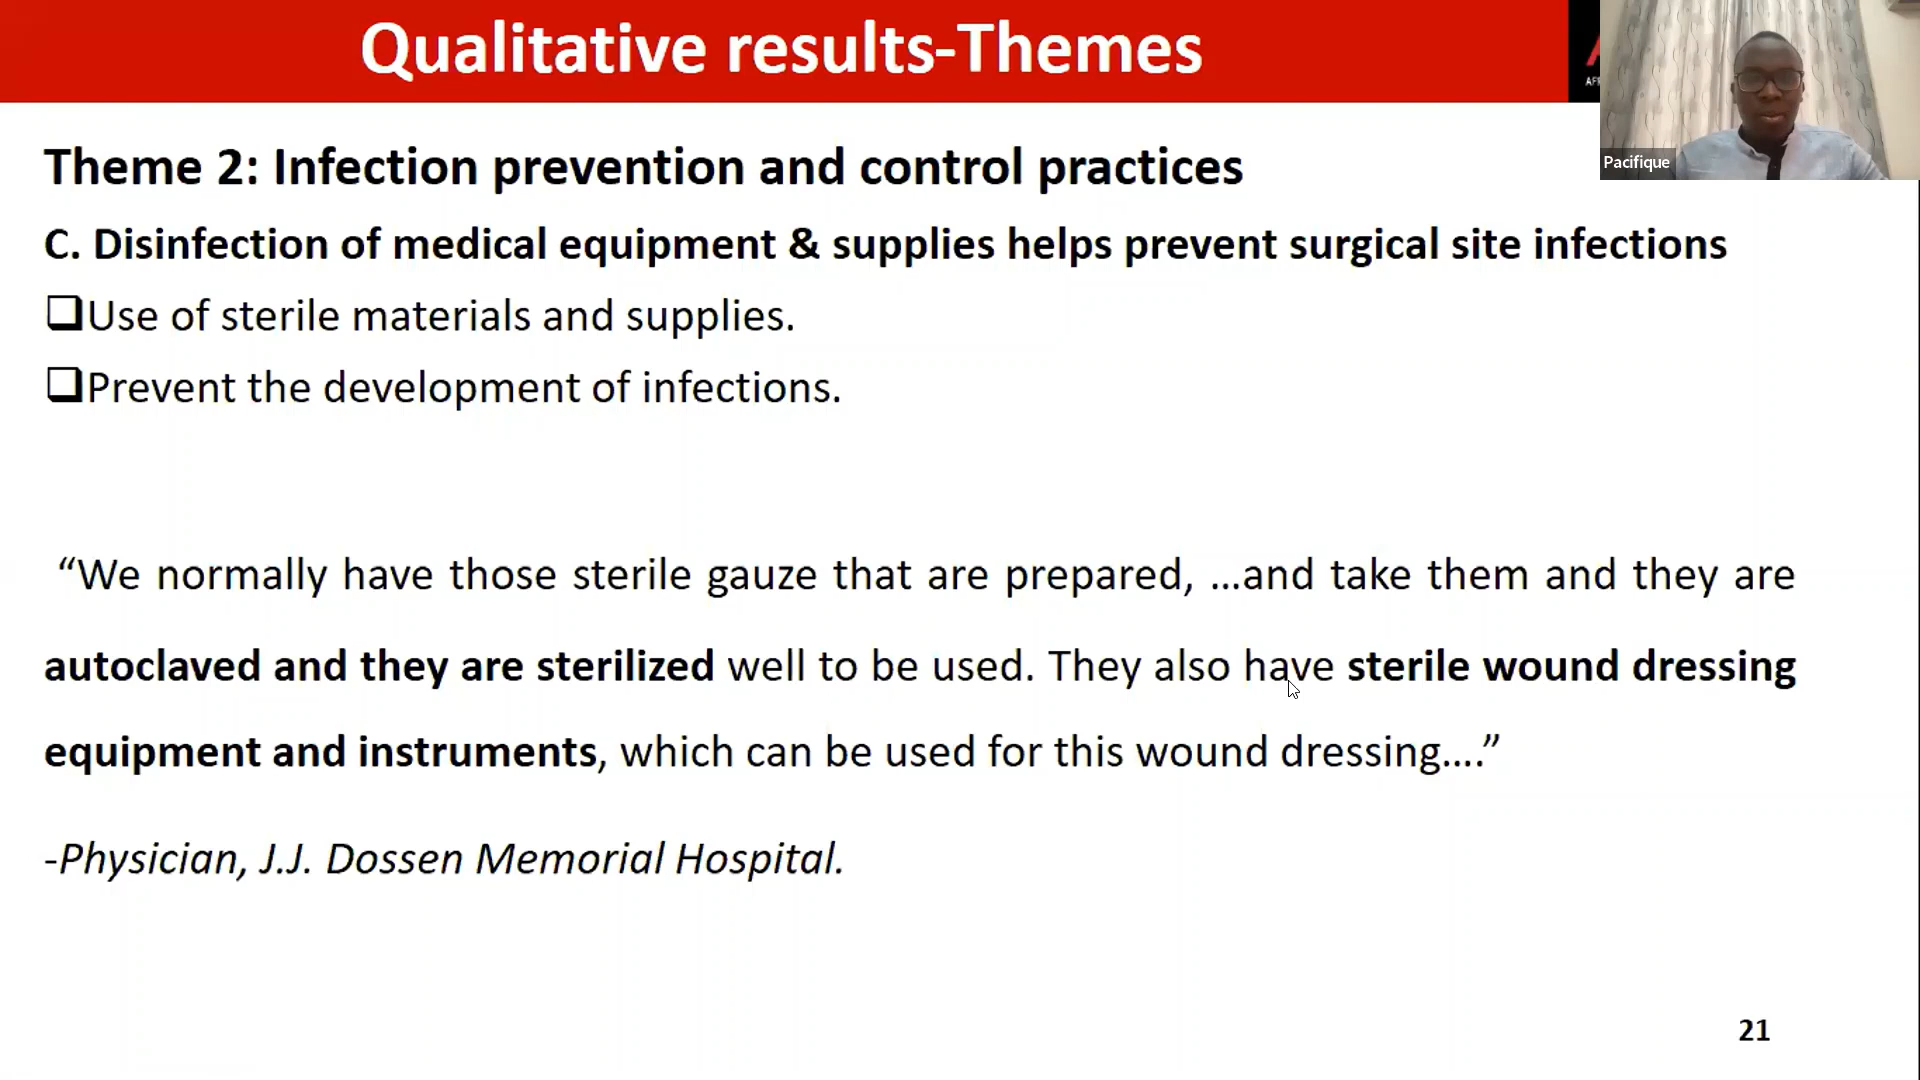 Qualitative results-Themes
Pacifique
Theme 2: Infection prevention and control practices
C. Disinfection of medical equipment & supplies helps prevent surgical site infections
❑Use of sterile materials and supplies.
❑Prevent the development of infections.
“We normally have those sterile gauze that are prepared, ...and take them and they are
autoclaved and they are sterilized well to be used. They also have sterile wound dressing
equipment and instruments, which can be used for this wound dressing....”
-Physician, J.J. Dossen Memorial Hospital.
21